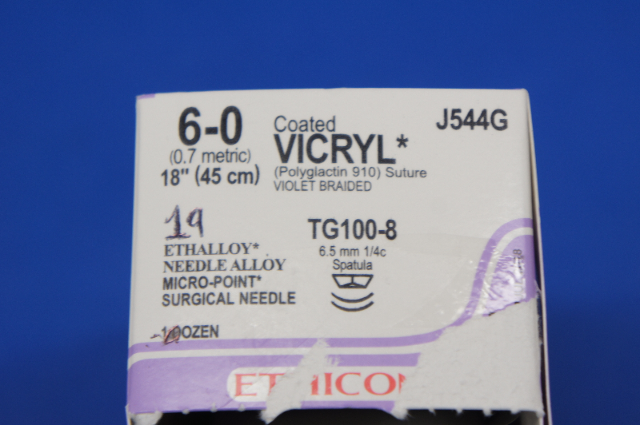 6-0
(0.7 metric)
18" (45 cm)
Coated
VICRYL*
(Polyglactin 910) Suture
VIOLET BRAIDED
J544G
19
ETHALLOY*
NEEDLE ALLOY
MICRO-POINT*
SURGICAL NEEDLE
DOZEN
TG100-8
6.5 mm 1/4c
Spatula
ETHICON